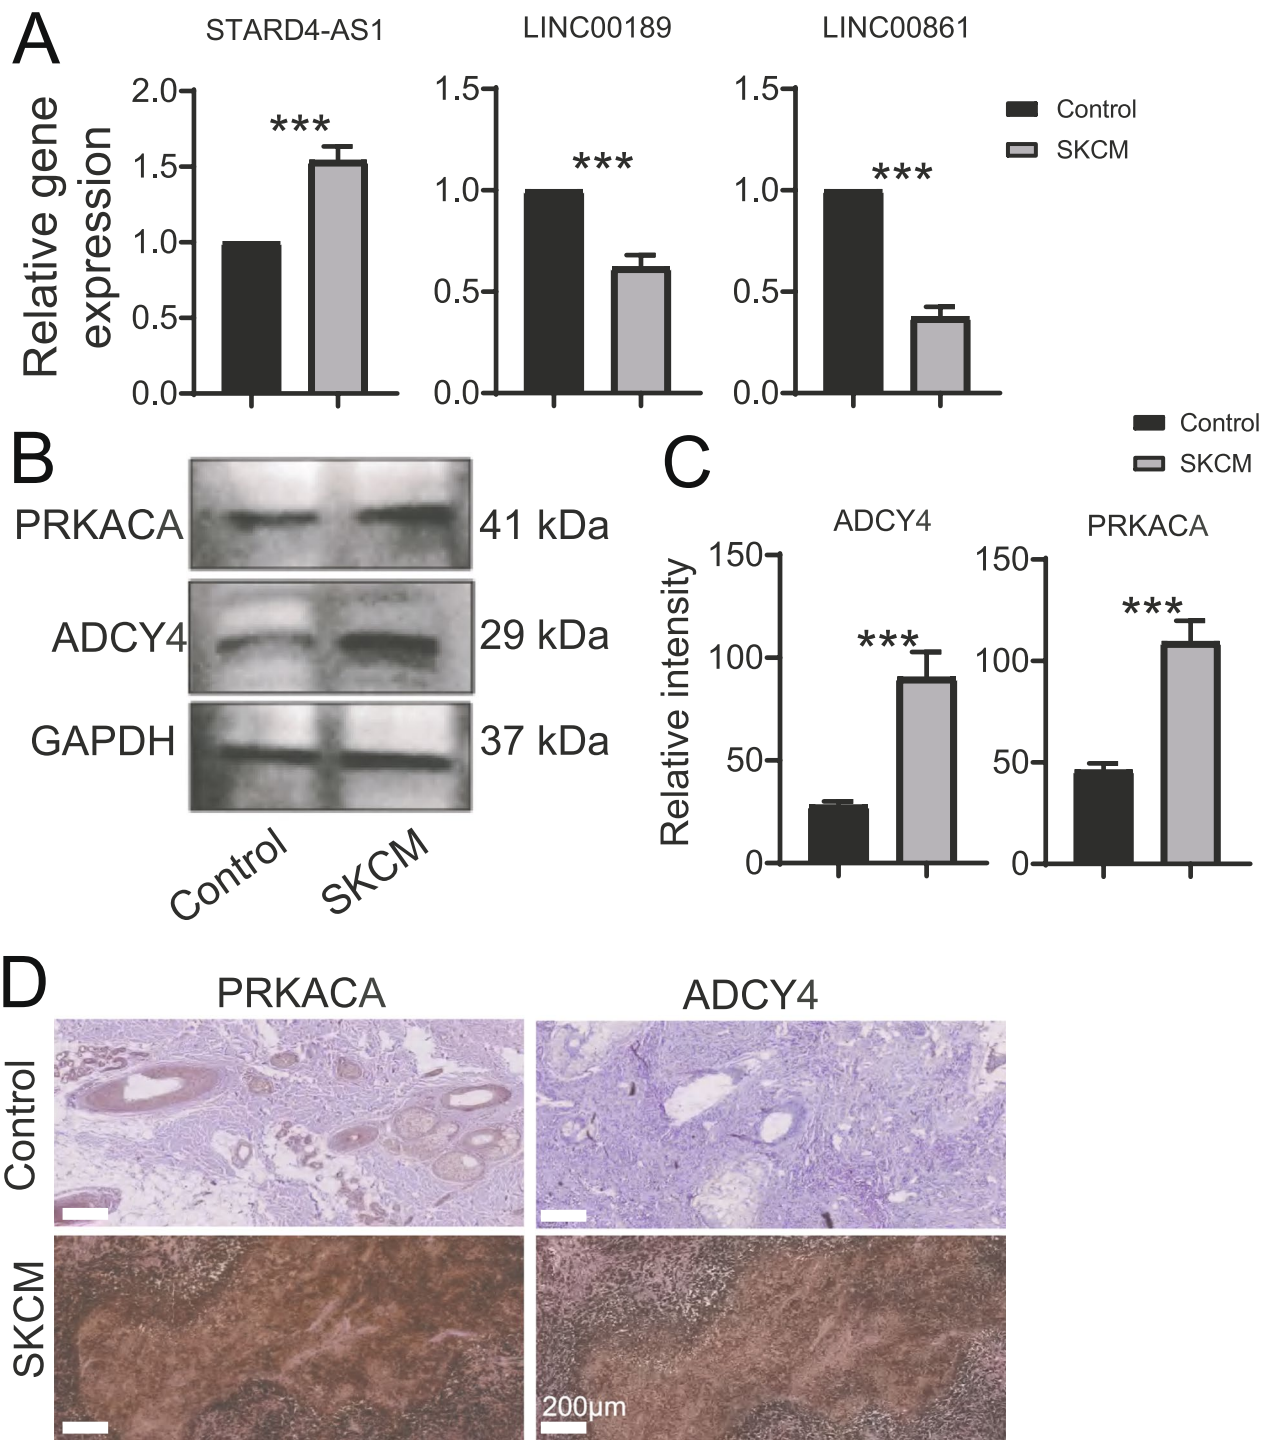 A
STARD4-AS1
LINC00189
LINC00861
Relative gene
expression
2.0
1.5
1.0
0.5
0.0
***
1.5
1.0
0.5
0.0
***
1.5
1.0
0.5
0.0
***
Control
SKCM
B
PRKACA
41 kDa
ADCY4
29 kDa
GAPDH
37 kDa
Control
SKCM
C
Control
SKCM
ADCY4
PRKACA
Relative intensity
150
100
50
0
***
150
100
50
0
***
D
PRKACA
ADCY4
Control
SKCM
200μm